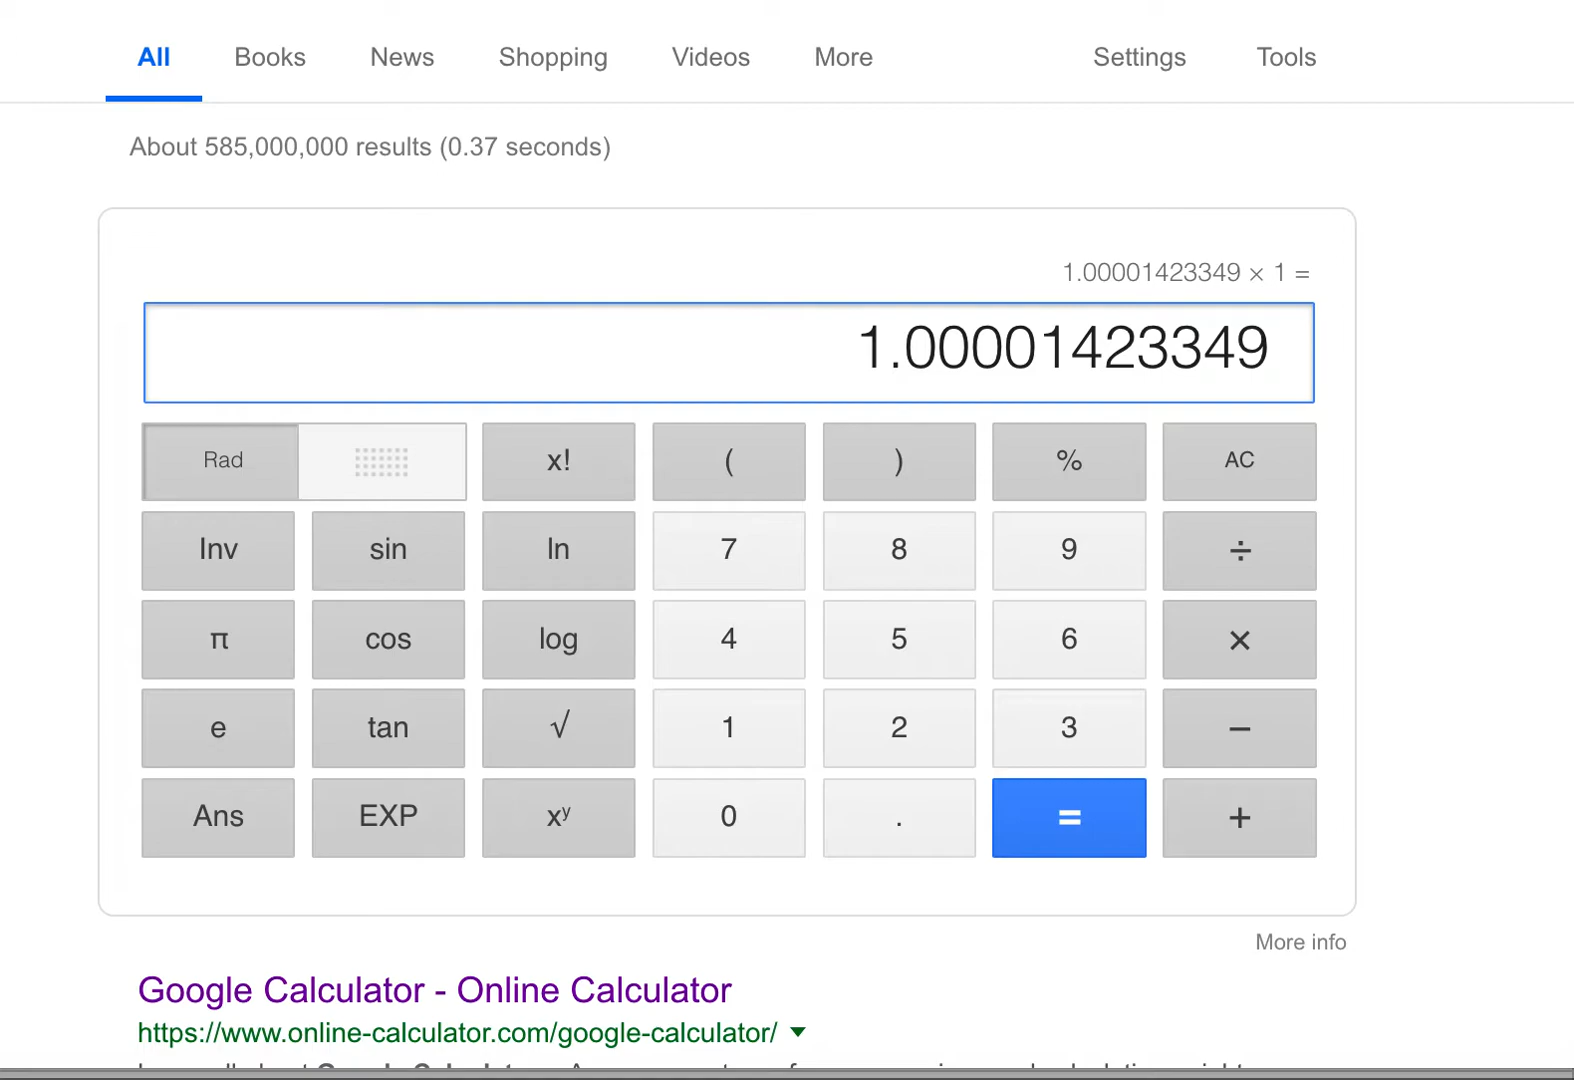 All Books News Shopping Videos More Settings Tools
About 585,000,000 results (0.37 seconds)
1.00001423349 × 1 =
1.00001423349
Rad x! ( ) % AC
Inv sin ln 7 8 9 ÷
π cos log 4 5 6 ×
e tan √ 1 2 3 −
Ans EXP xʸ 0 . = +
More info
Google Calculator - Online Calculator
https://www.online-calculator.com/google-calculator/